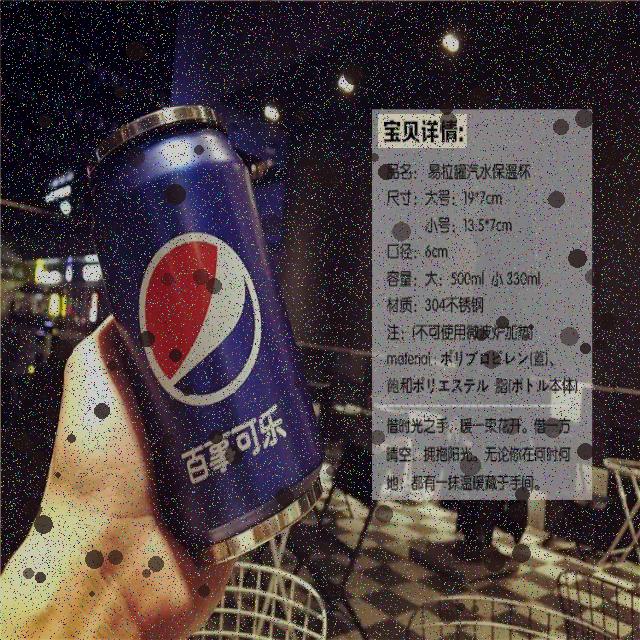 宝贝详情:
品名: 易拉罐汽水保温杯
尺寸: 大号: 19*7cm
小号: 13.5*7cm
口径: 6cm
容量: 大: 500ml 小330ml
材质: 304不锈钢
注: (不可使用微波炉加热)
material: ポリプロピレン(蓋),
飽和ポリエステル 脂(ボトル本体)
借时光之手, 暖一束花开。借一方
晴空, 拥抱阳光。无论你在何时何
地, 都有一抹温暖藏于手间。
百事可乐